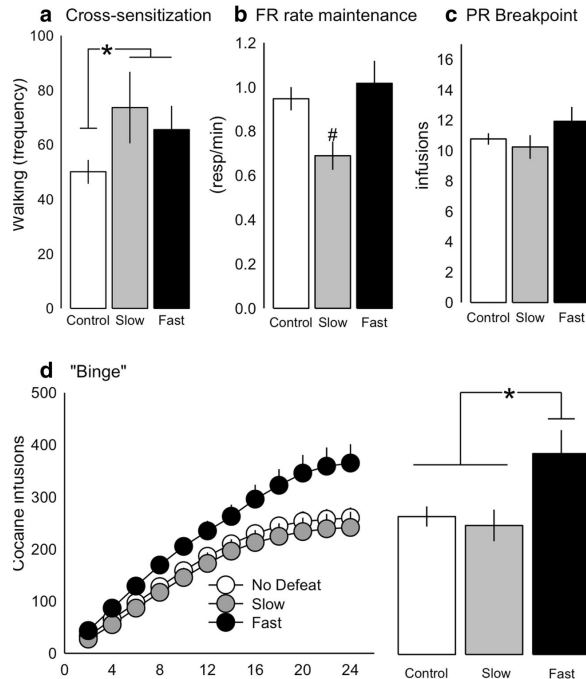 a Cross-sensitization
b FR rate maintenance
c PR Breakpoint
Walking (frequency)
100
80
60
40
20
0
*
Control Slow Fast
(resp/min)
1.2
1.0
0.8
0.6
0.4
0.2
0.0
#
Control Slow Fast
infusions
16
14
12
10
8
6
4
2
0
Control Slow Fast
d "Binge"
Cocaine infusions
500
400
300
200
100
0
0 4 8 12 16 20 24
No Defeat
Slow
Fast
*
Control Slow Fast